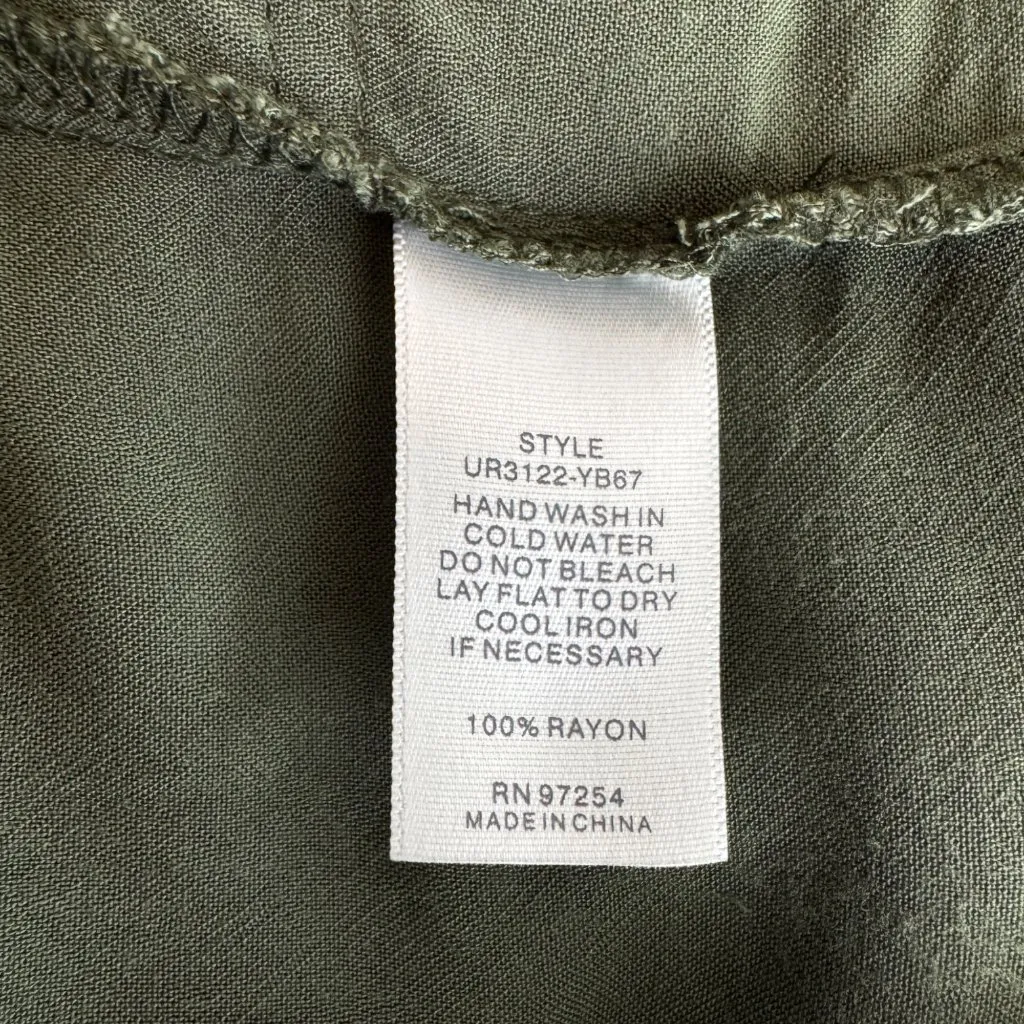 STYLE
UR3122-YB67
HAND WASH IN
COLD WATER
DO NOT BLEACH
LAY FLAT TO DRY
COOL IRON
IF NECESSARY
100% RAYON
RN 97254
MADE IN CHINA